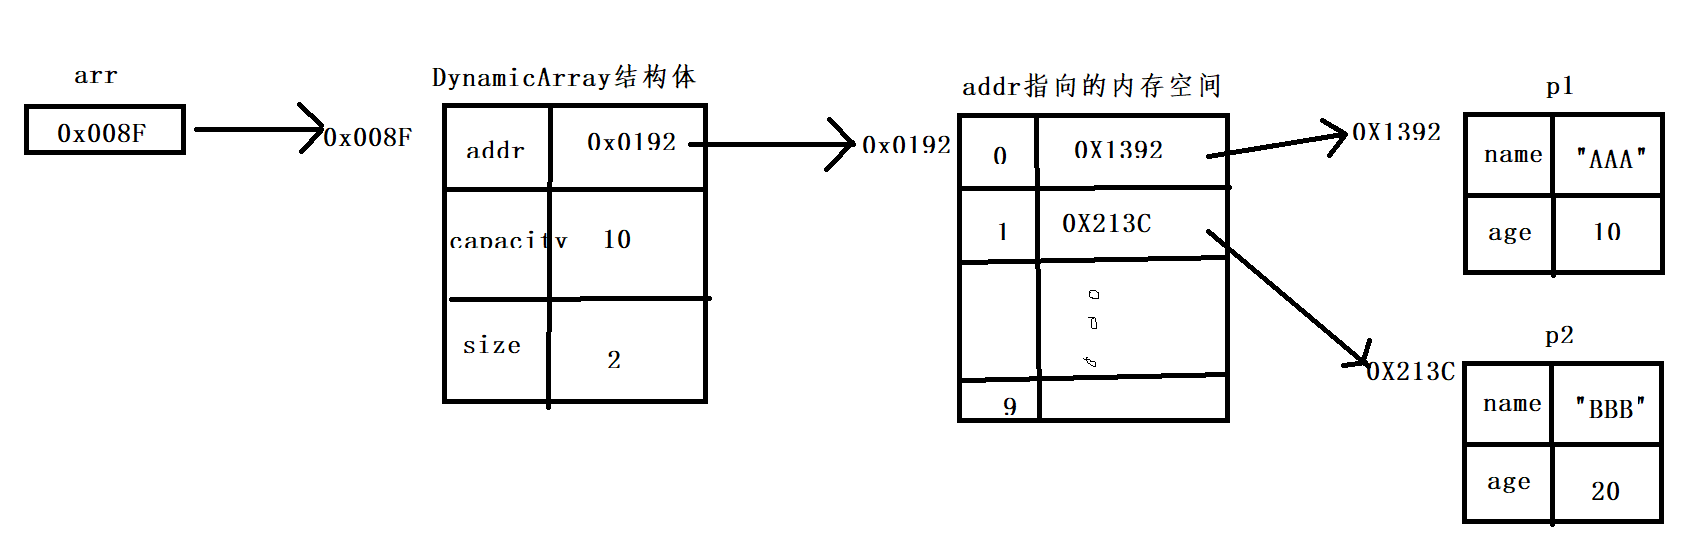 arr
0x008F
0x008F
DynamicArray结构体
addr
0x0192
capacity
10
size
2
addr指向的内存空间
0x0192
0
0X1392
1
0X213C
9
p1
0X1392
name
"AAA"
age
10
p2
0X213C
name
"BBB"
age
20